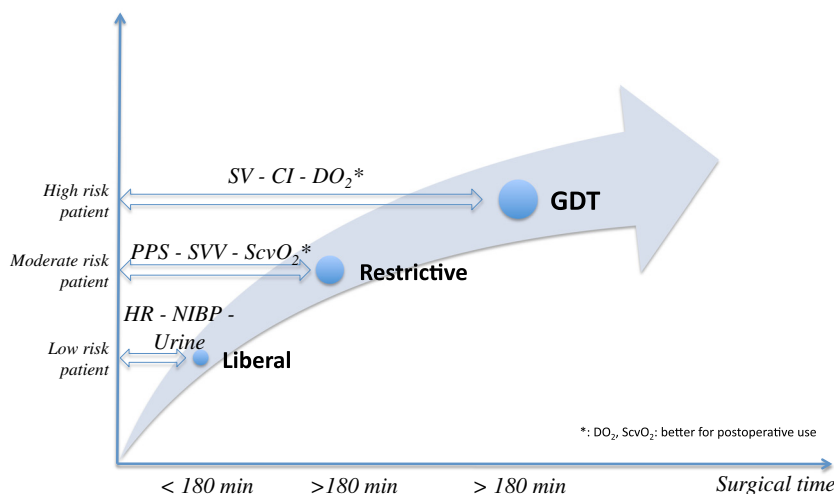 SV - CI - DO₂*
High risk
patient
GDT
PPS - SVV - ScvO₂*
Moderate risk
patient
Restrictive
HR - NIBP -
Urine
Low risk
patient
Liberal
*: DO₂, ScvO₂: better for postoperative use
< 180 min >180 min > 180 min Surgical time